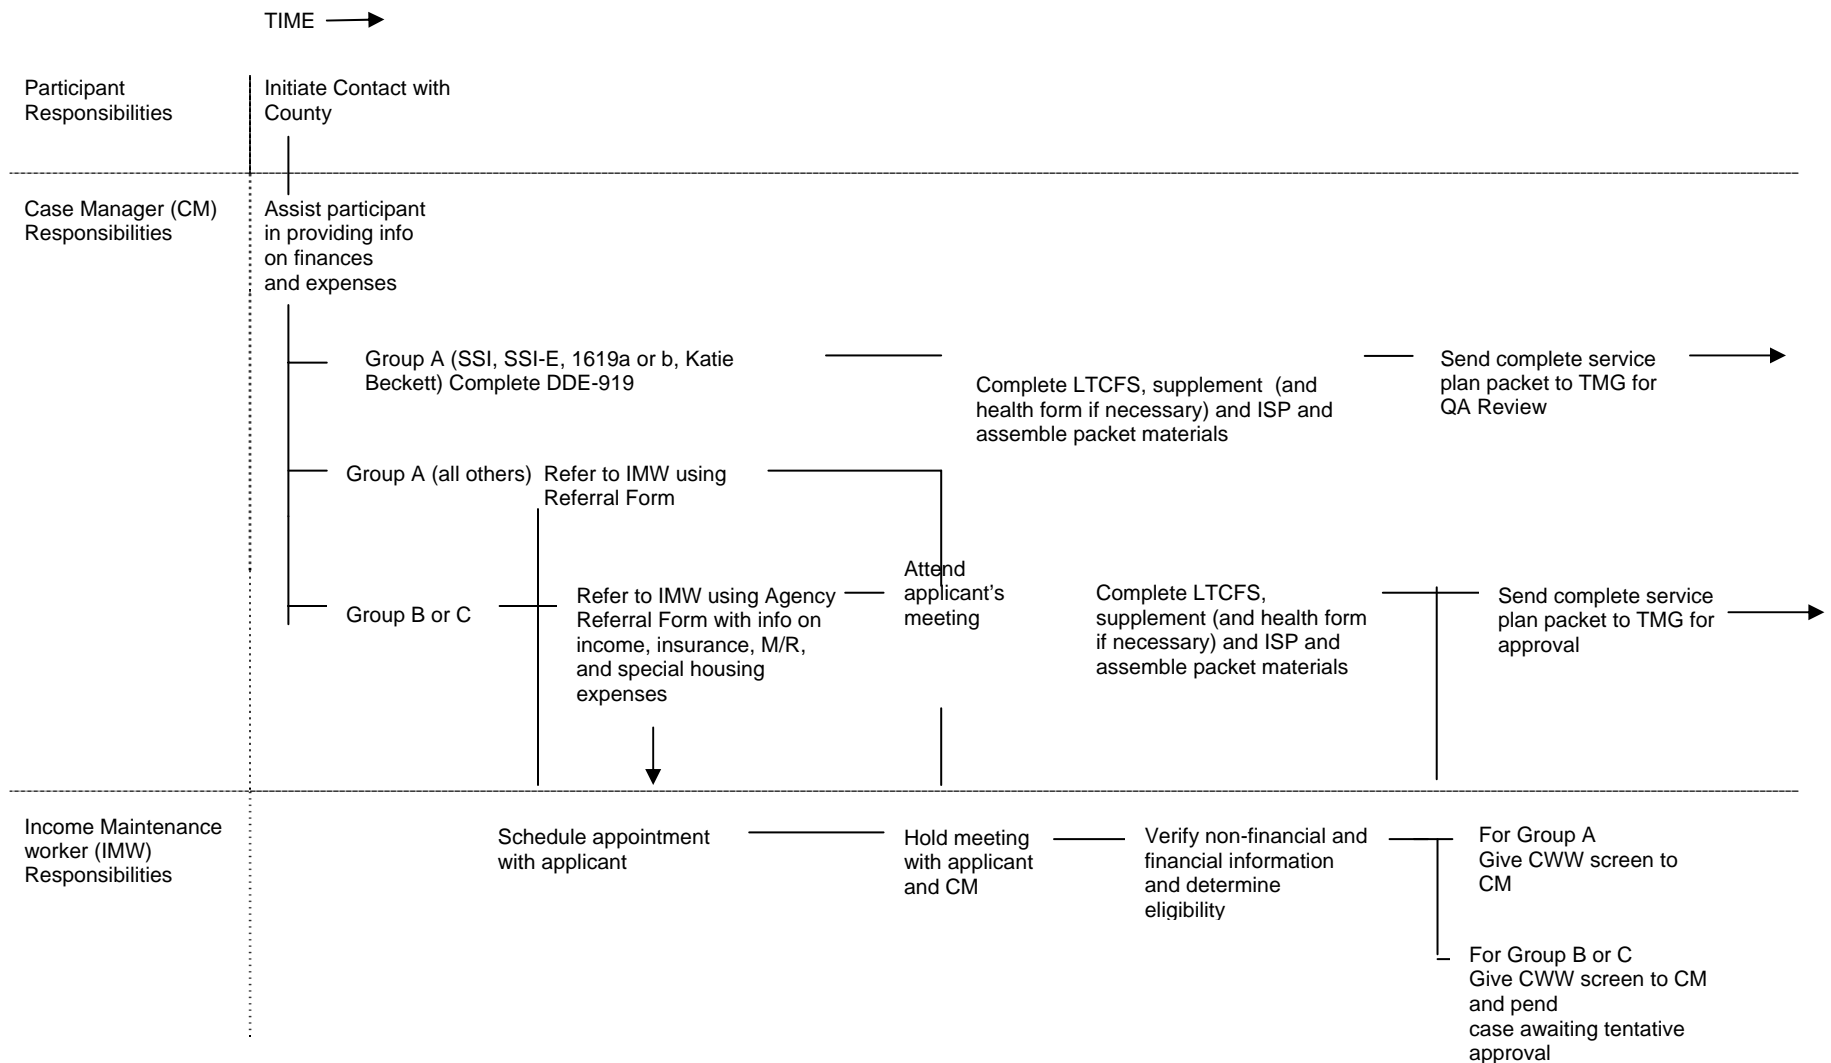 TIME
Participant
Responsibilities
Initiate Contact with
County
Case Manager (CM)
Responsibilities
Assist participant
in providing info
on finances
and expenses
Group A (SSI, SSI-E, 1619a or b, Katie
Beckett) Complete DDE-919
Complete LTCFS, supplement  (and
health form if necessary) and ISP and
assemble packet materials
Send complete service
plan packet to TMG for
QA Review
Group A (all others)  Refer to IMW using
Referral Form
Group B or C
Refer to IMW using Agency
Referral Form with info on
income, insurance, M/R,
and special housing
expenses
Attend
applicant’s
meeting
Complete LTCFS,
supplement (and health form
if necessary) and ISP and
assemble packet materials
Send complete service
plan packet to TMG for
approval
Income Maintenance
worker (IMW)
Responsibilities
Schedule appointment
with applicant
Hold meeting
with applicant
and CM
Verify non-financial and
financial information
and determine
eligibility
For Group A
Give CWW screen to
CM
For Group B or C
Give CWW screen to CM
and pend
case awaiting tentative
approval